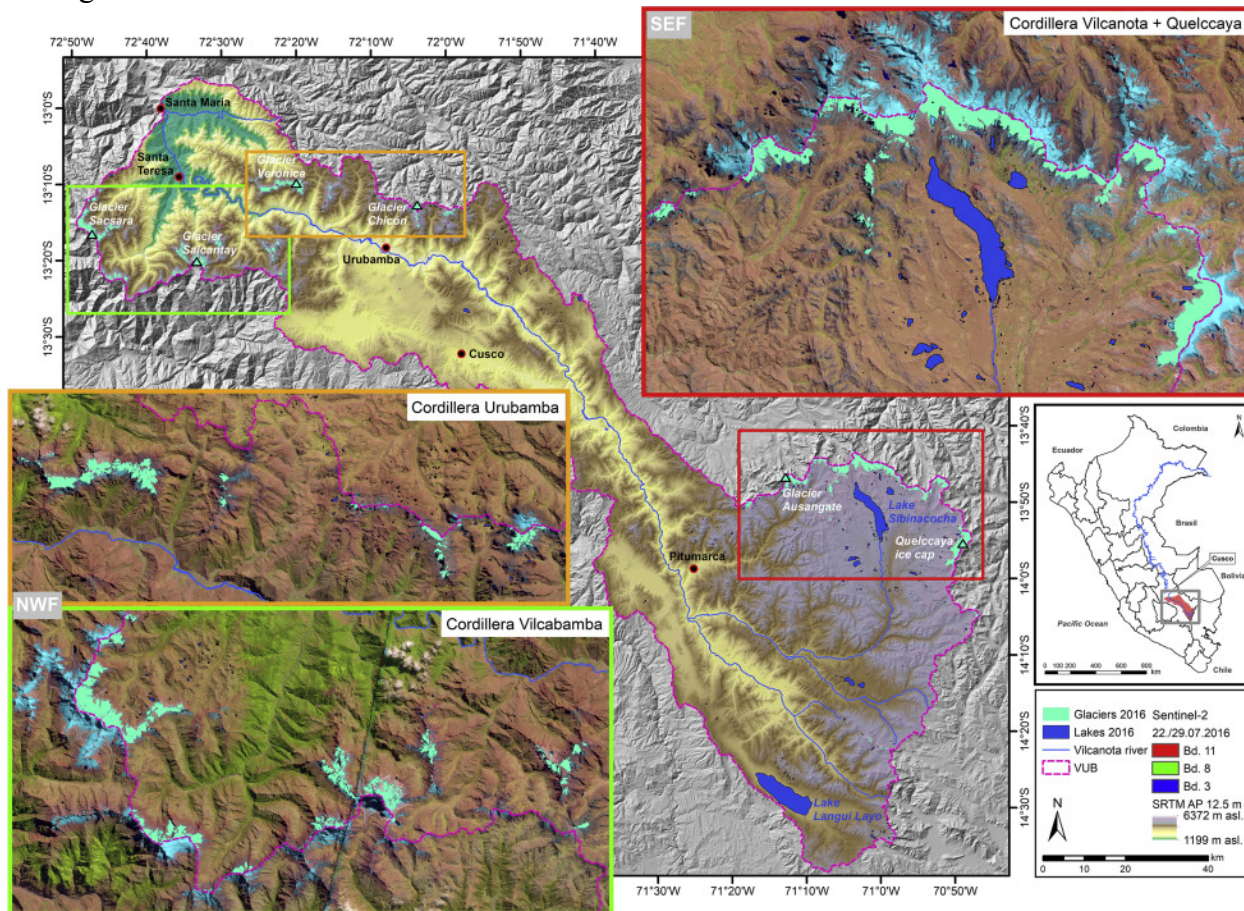 72°50'W 72°40'W 72°30'W 72°20'W 72°10'W 72°0'W 71°50'W 71°40'W
SEF
Cordillera Vilcanota + Quelccaya
13°0'S
13°10'S
13°20'S
13°30'S
Santa Maria
Santa
Teresa
Glacier
Veronica
Glacier
Chicón
Glacier
Sacsara
Glacier
Salcantay
Urubamba
Cusco
Cordillera Urubamba
NWF
Cordillera Vilcabamba
Glacier
Ausangate
Lake
Sibinacocha
Quelccaya
ice cap
Pitumarca
Lake
Langui Layo
13°40'S
13°50'S
14°0'S
14°10'S
14°20'S
14°30'S
71°30'W 71°20'W 71°10'W 71°0'W 70°50'W
N
Colombia
Ecuador
Brasil
Cusco
Bolivia
Pacific Ocean
Chile
0 100 200 400 600 800
km
Glaciers 2016
Lakes 2016
Vilcanota river
VUB
Sentinel-2
22./29.07.2016
Bd. 11
Bd. 8
Bd. 3
SRTM AP 12.5 m
6372 m asl.
1199 m asl.
N
km
0 10 20 40